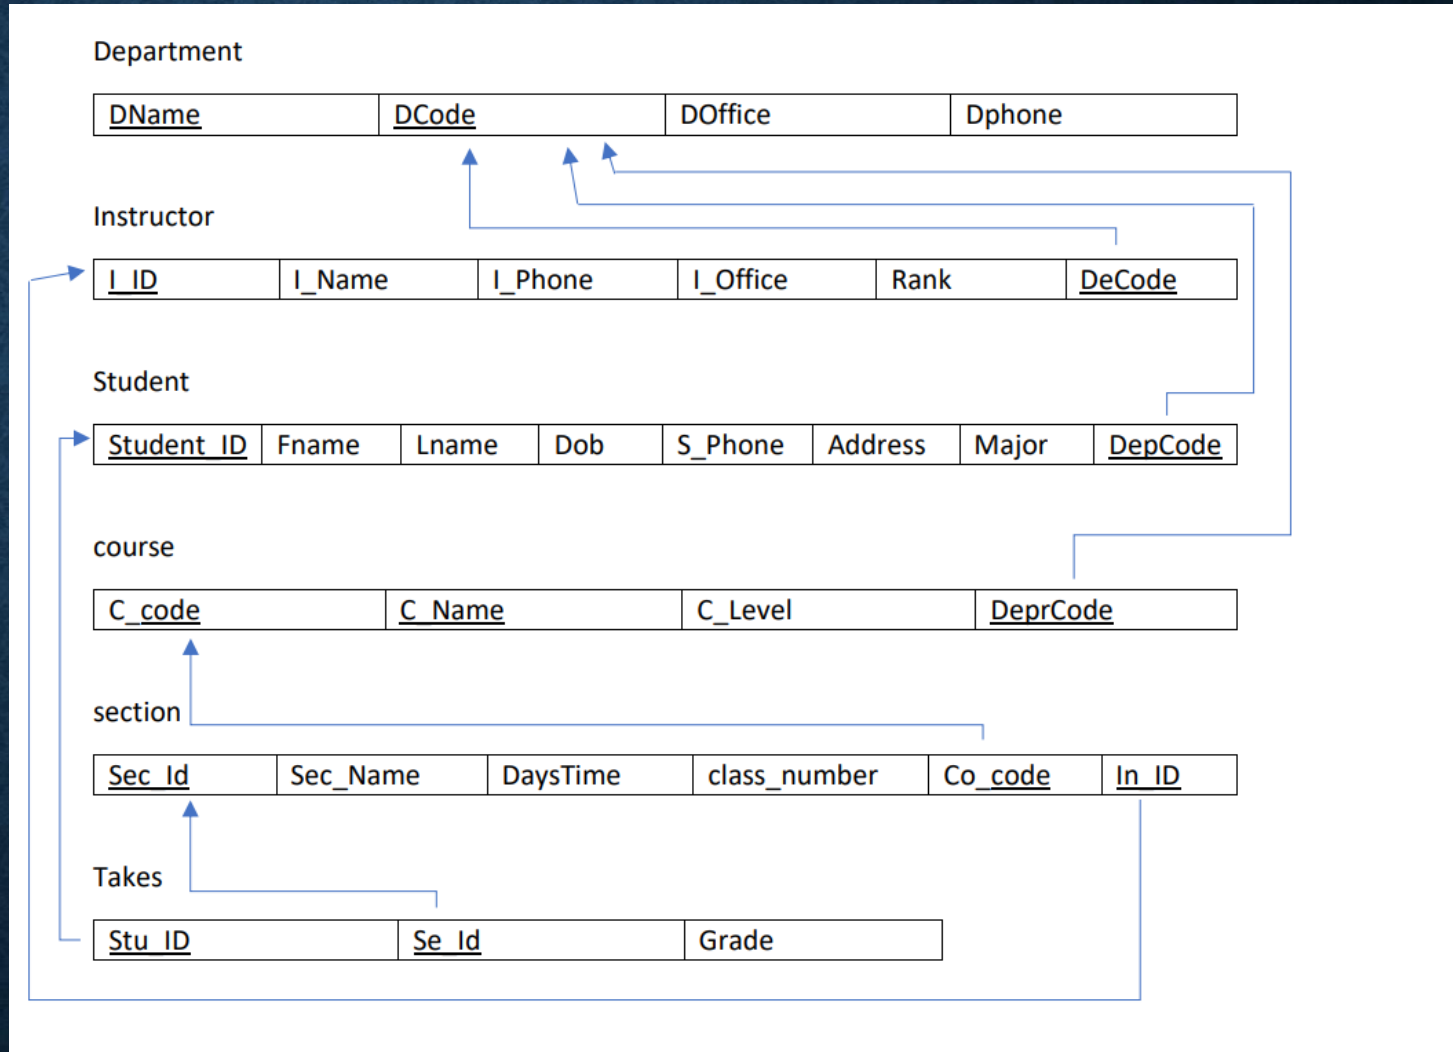 Department
DName DCode DOffice Dphone
Instructor
I_ID I_Name I_Phone I_Office Rank DeCode
Student
Student_ID Fname Lname Dob S_Phone Address Major DepCode
course
C_code C_Name C_Level DeprCode
section
Sec_Id Sec_Name DaysTime class_number Co_code In_ID
Takes
Stu_ID Se_Id Grade